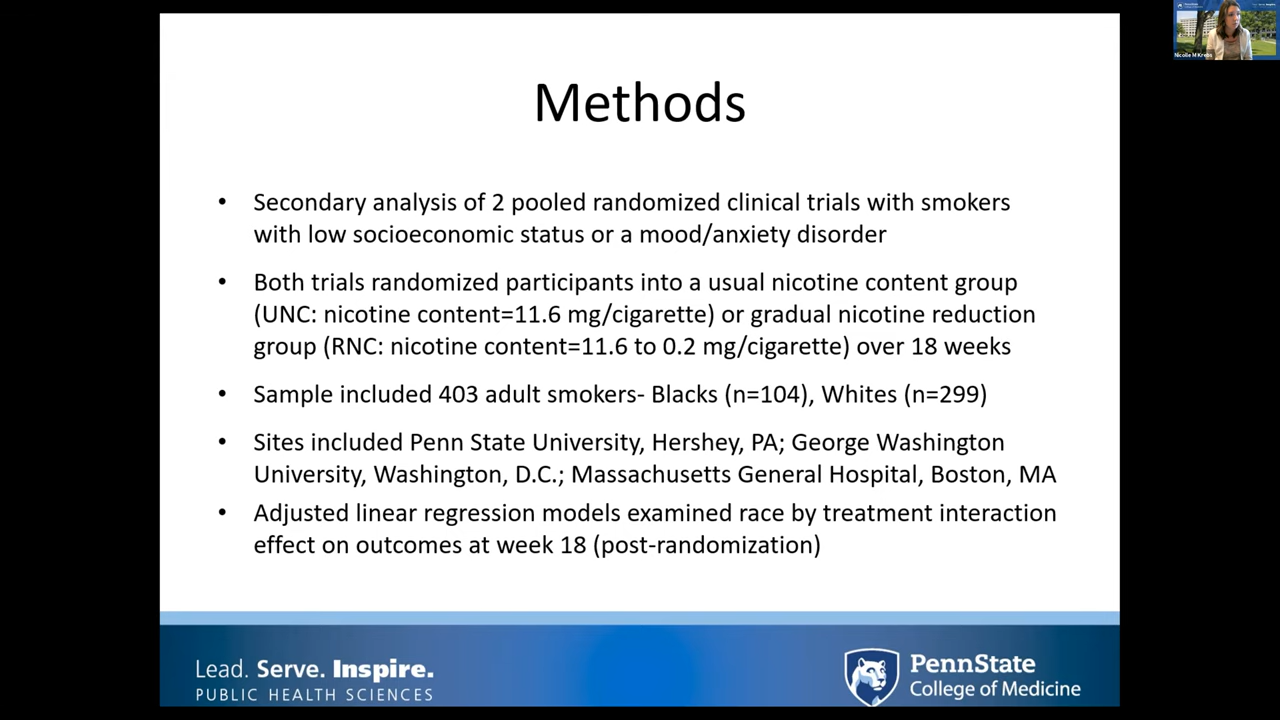 Methods
• Secondary analysis of 2 pooled randomized clinical trials with smokers
with low socioeconomic status or a mood/anxiety disorder
• Both trials randomized participants into a usual nicotine content group
(UNC: nicotine content=11.6 mg/cigarette) or gradual nicotine reduction
group (RNC: nicotine content=11.6 to 0.2 mg/cigarette) over 18 weeks
• Sample included 403 adult smokers- Blacks (n=104), Whites (n=299)
• Sites included Penn State University, Hershey, PA; George Washington
University, Washington, D.C.; Massachusetts General Hospital, Boston, MA
• Adjusted linear regression models examined race by treatment interaction
effect on outcomes at week 18 (post-randomization)
Lead. Serve. Inspire.
PUBLIC HEALTH SCIENCES
PennState
College of Medicine
Nicolle M Krebs